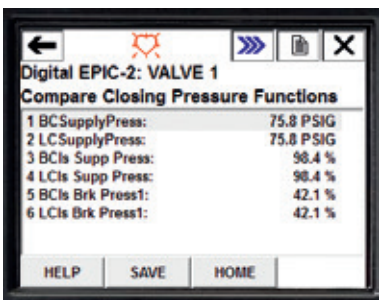 Digital EPIC-2: VALVE 1
Compare Closing Pressure Functions
1 BCSupplyPress: 75.8 PSIG
2 LCSupplyPress: 75.8 PSIG
3 BCls Supp Press: 98.4 %
4 LCls Supp Press: 98.4 %
5 BCls Brk Press1: 42.1 %
6 LCls Brk Press1: 42.1 %
HELP SAVE HOME